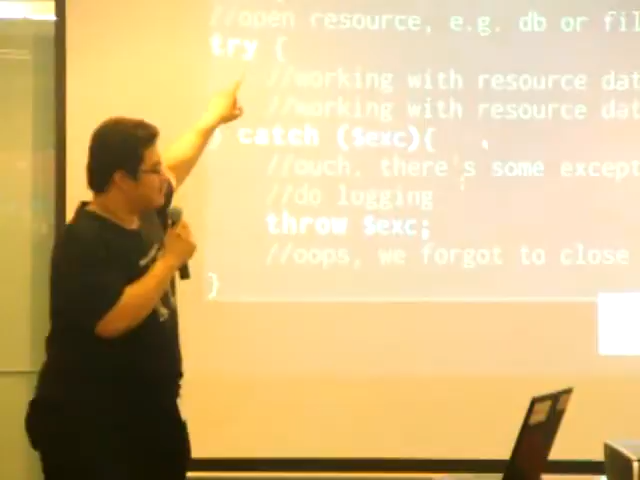 //open resource, e.g. db or fil
try {
//working with resource dat
//working with resource dat
} catch ($exc){
//ouch, there's some except
//do logging
throw $exc;
//oops, we forgot to close
}